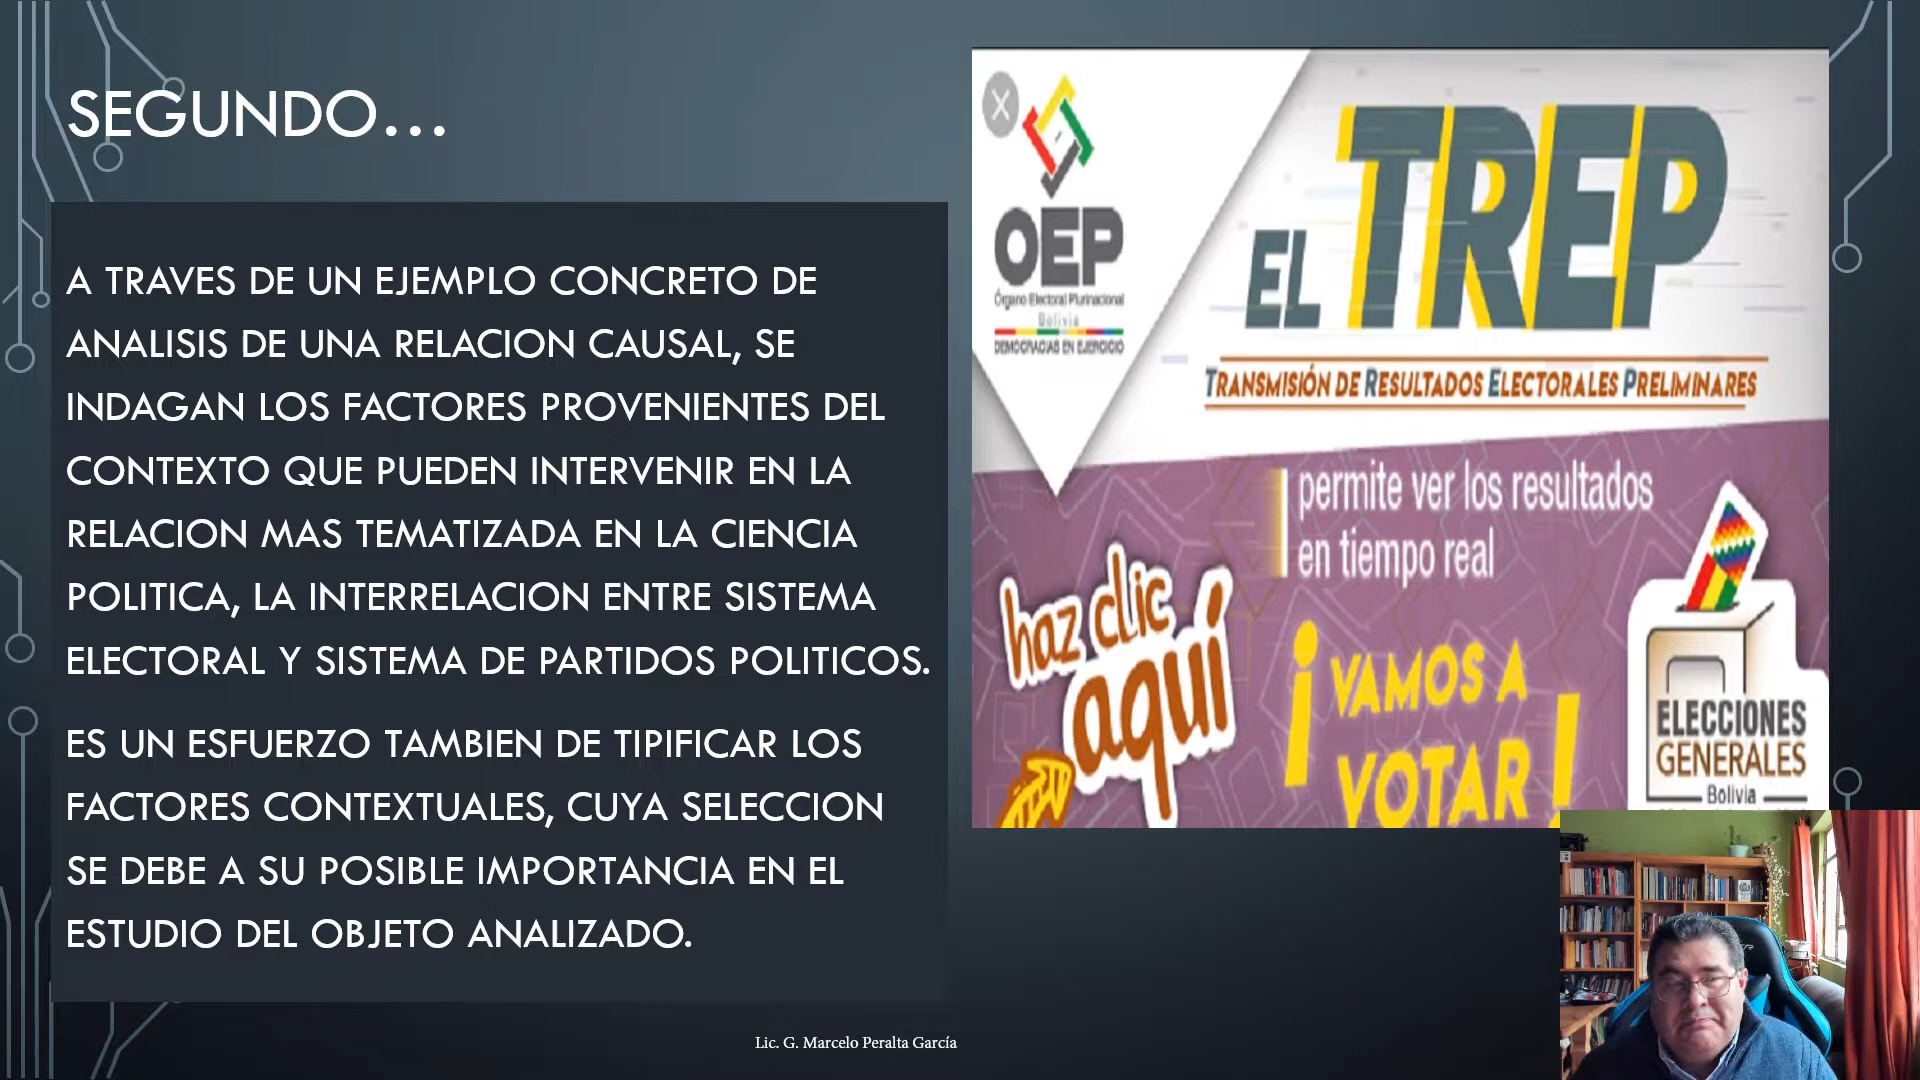 SEGUNDO…
A TRAVES DE UN EJEMPLO CONCRETO DE
ANALISIS DE UNA RELACION CAUSAL, SE
INDAGAN LOS FACTORES PROVENIENTES DEL
CONTEXTO QUE PUEDEN INTERVENIR EN LA
RELACION MAS TEMATIZADA EN LA CIENCIA
POLITICA, LA INTERRELACION ENTRE SISTEMA
ELECTORAL Y SISTEMA DE PARTIDOS POLITICOS.
ES UN ESFUERZO TAMBIEN DE TIPIFICAR LOS
FACTORES CONTEXTUALES, CUYA SELECCION
SE DEBE A SU POSIBLE IMPORTANCIA EN EL
ESTUDIO DEL OBJETO ANALIZADO.
OEP
Órgano Electoral Plurinacional
Bolivia
DEMOCRACIAS EN EJERCICIO
EL TREP
TRANSMISIÓN DE RESULTADOS ELECTORALES PRELIMINARES
permite ver los resultados
en tiempo real
haz clic
aquí
¡VAMOS A
VOTAR!
ELECCIONES
GENERALES
Bolivia
Lic. G. Marcelo Peralta García